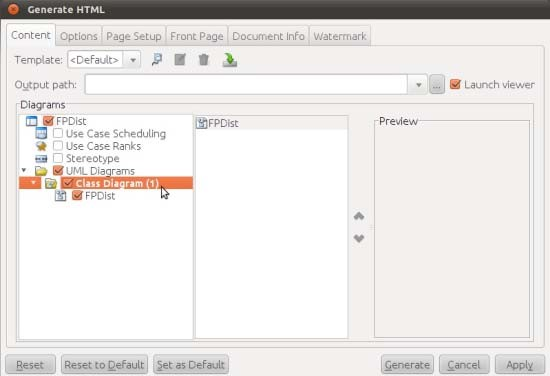 Generate HTML
Content Options Page Setup Front Page Document Info Watermark
Template: <Default>
Output path: ... Launch viewer
Diagrams
FPDist
Use Case Scheduling
Use Case Ranks
Stereotype
UML Diagrams
Class Diagram (1)
FPDist
FPDist
Preview
Reset Reset to Default Set as Default Generate Cancel Apply